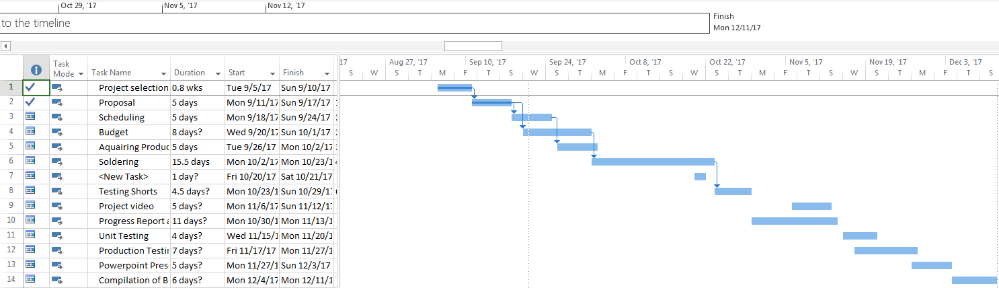 Oct 29, '17 Nov 5, '17 Nov 12, '17
to the timeline
Finish
Mon 12/11/17
Task Mode Task Name Duration Start Finish
17 Aug 27, '17 Sep 10, '17 Sep 24, '17 Oct 8, '17 Oct 22, '17 Nov 5, '17 Nov 19, '17 Dec 3, '17
S W S T M F T S W S T M F T S W S T M F T S W S T M F T S
1 Project selection 0.8 wks Tue 9/5/17 Sun 9/10/17
2 Proposal 5 days Mon 9/11/17 Sun 9/17/17 1
3 Scheduling 5 days Mon 9/18/17 Sun 9/24/17 2
4 Budget 8 days? Wed 9/20/17 Sun 10/1/17 2
5 Aquairing Produc 5 days Tue 9/26/17 Mon 10/2/17 3
6 Soldering 15.5 days Mon 10/2/17 Mon 10/23/1 4
7 <New Task> 1 day? Fri 10/20/17 Sat 10/21/17
8 Testing Shorts 4.5 days? Mon 10/23/1 Sun 10/29/17 6
9 Project video 5 days? Mon 11/6/17 Sun 11/12/17
10 Progress Report a 11 days? Mon 10/30/1 Mon 11/13/1
11 Unit Testing 4 days? Wed 11/15/1 Mon 11/20/1
12 Production Testin 7 days? Fri 11/17/17 Mon 11/27/1
13 Powerpoint Pres 5 days? Mon 11/27/1 Sun 12/3/17
14 Compilation of B 6 days? Mon 12/4/17 Mon 12/11/1